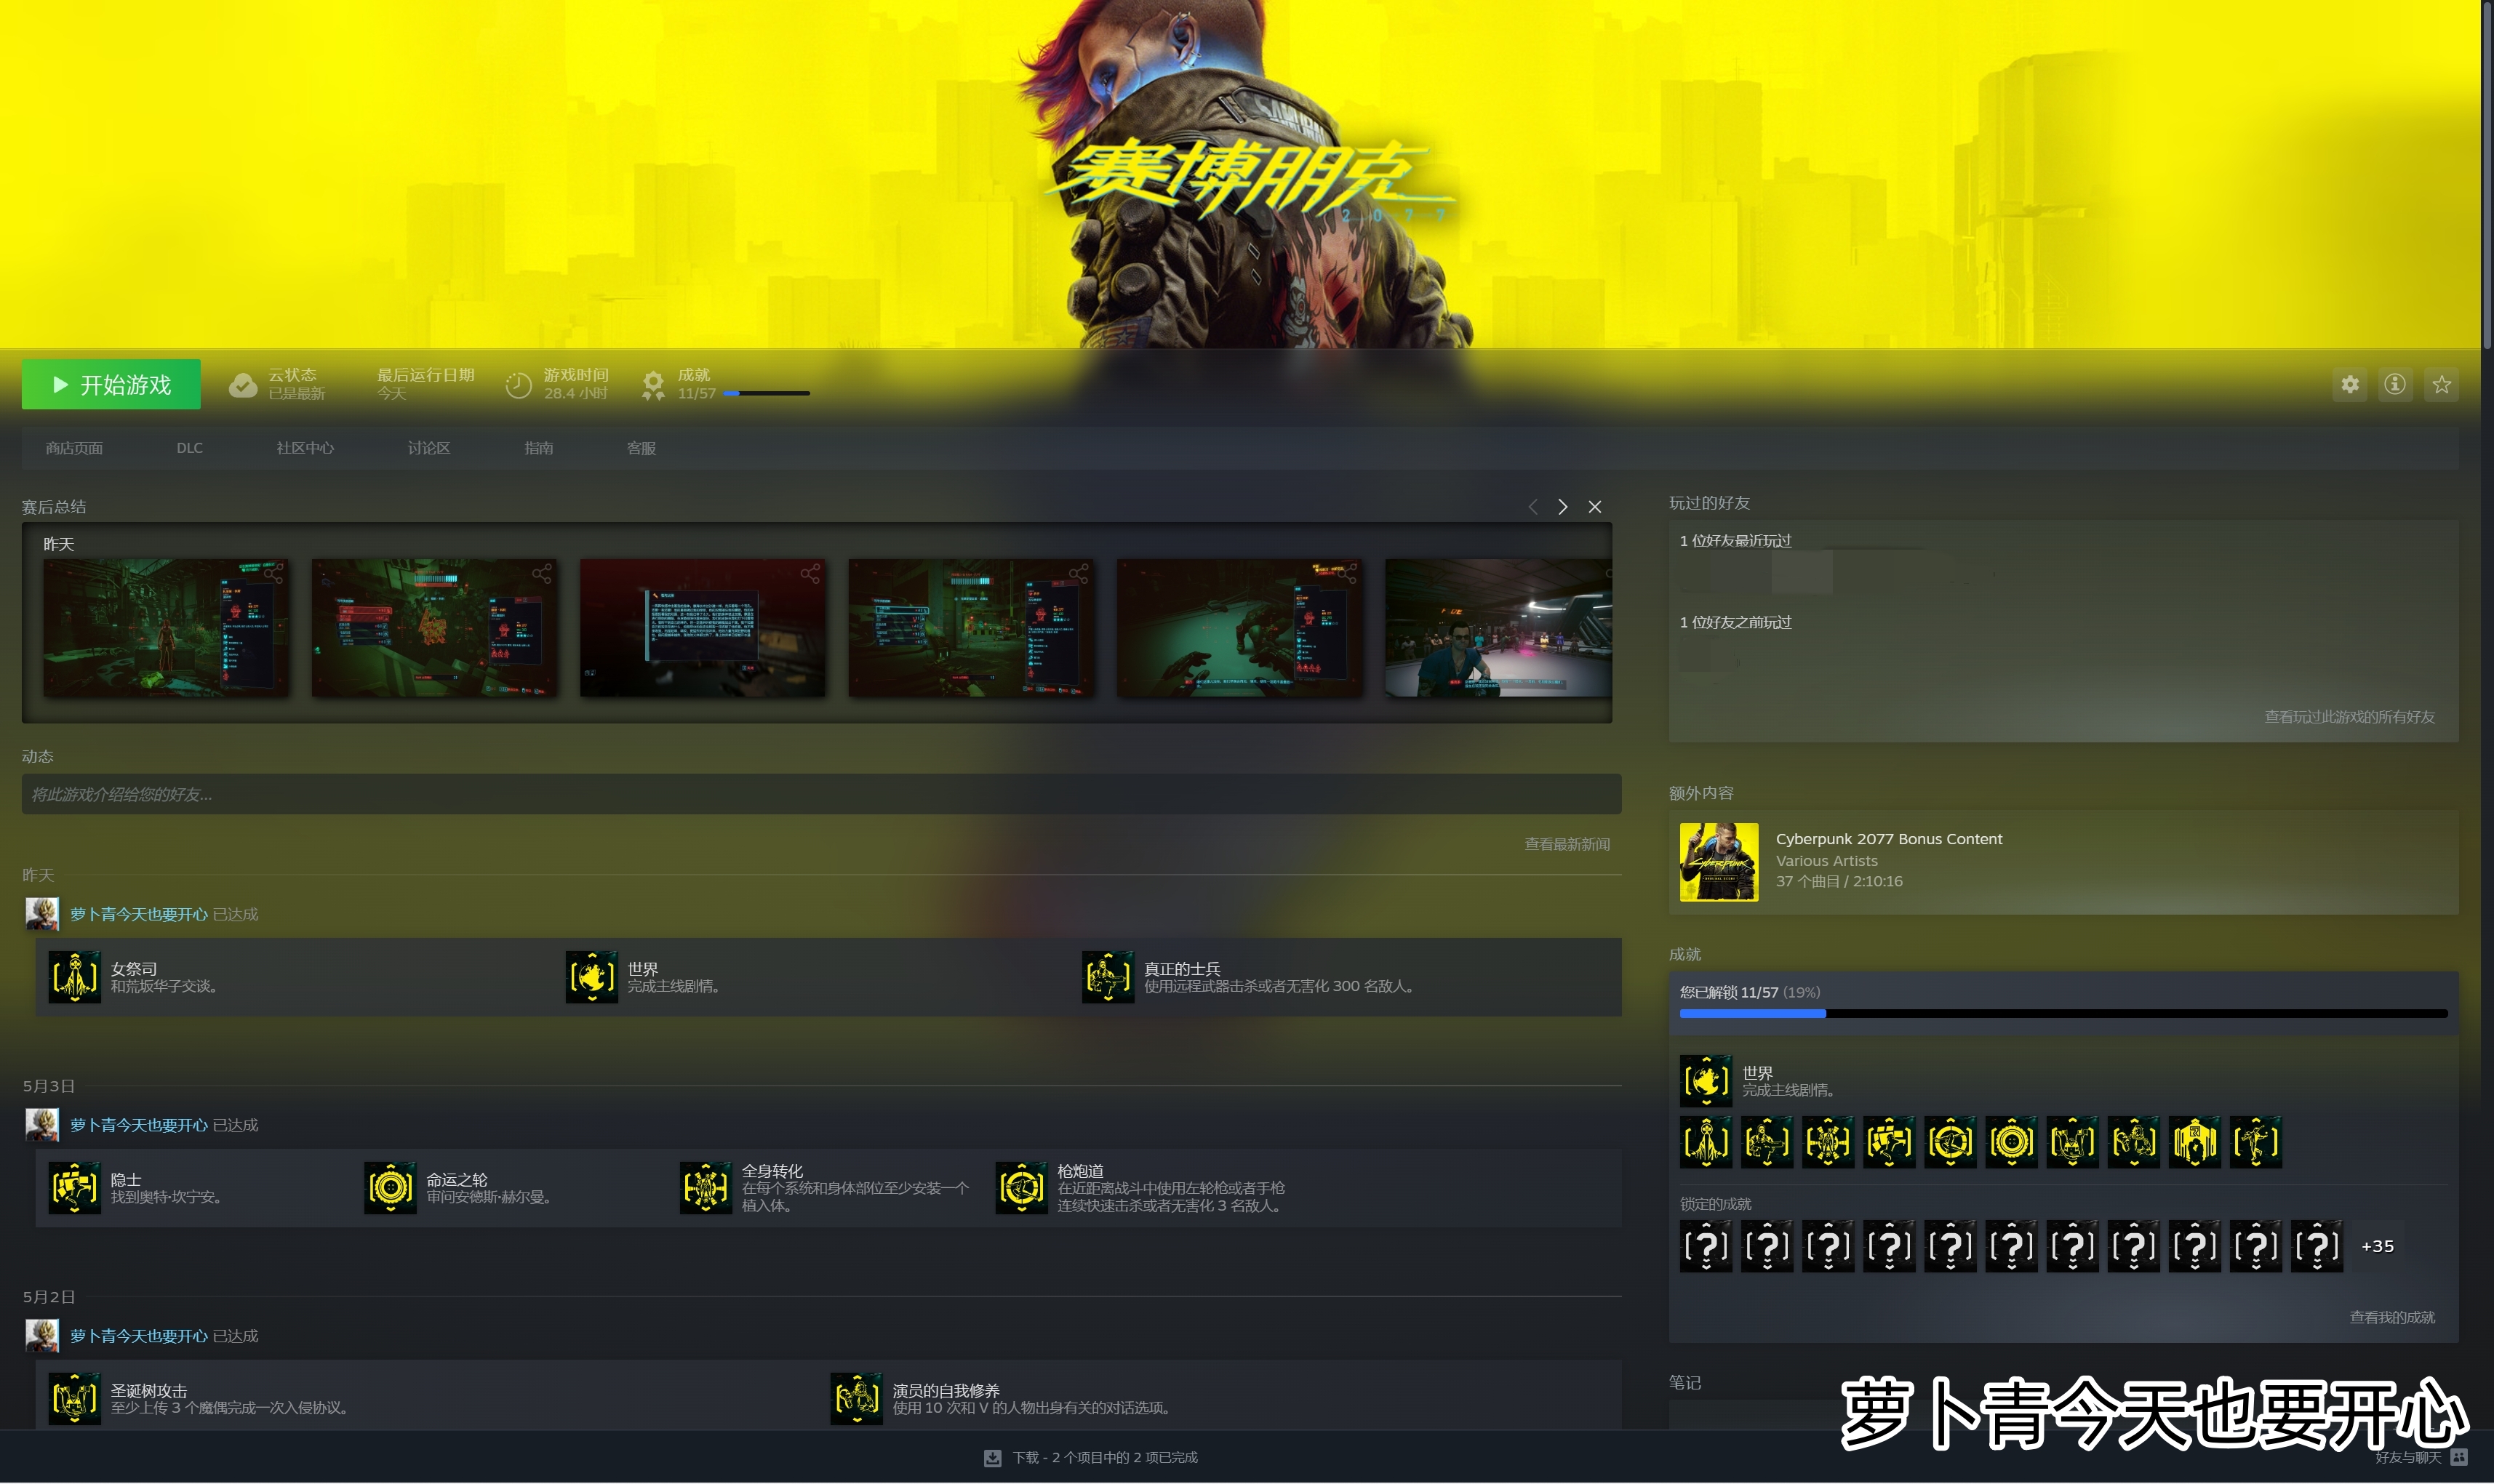 SAMURAI
赛博朋克
2077
开始游戏
云状态
已是最新
最后运行日期
今天
游戏时间
28.4 小时
成就
11/57
商店页面
DLC
社区中心
讨论区
指南
客服
赛后总结
昨天
动态
将此游戏介绍给您的好友...
查看最新新闻
昨天
萝卜青今天也要开心 已达成
女祭司
和荒坂华子交谈。
世界
完成主线剧情。
真正的士兵
使用远程武器击杀或者无害化 300 名敌人。
5月3日
萝卜青今天也要开心 已达成
隐士
找到奥特·坎宁安。
命运之轮
审问安德斯·赫尔曼。
全身转化
在每个系统和身体部位至少安装一个
植入体。
枪炮道
在近距离战斗中使用左轮枪或者手枪
连续快速击杀或者无害化 3 名敌人。
5月2日
萝卜青今天也要开心 已达成
圣诞树攻击
至少上传 3 个魔偶完成一次入侵协议。
演员的自我修养
使用 10 次和 V 的人物出身有关的对话选项。
玩过的好友
1 位好友最近玩过
1 位好友之前玩过
查看玩过此游戏的所有好友
额外内容
Cyberpunk 2077 Bonus Content
Various Artists
37 个曲目 / 2:10:16
成就
您已解锁 11/57 (19%)
世界
完成主线剧情。
锁定的成就
+35
查看我的成就
笔记
萝卜青今天也要开心
下载 - 2 个项目中的 2 项已完成
好友与聊天